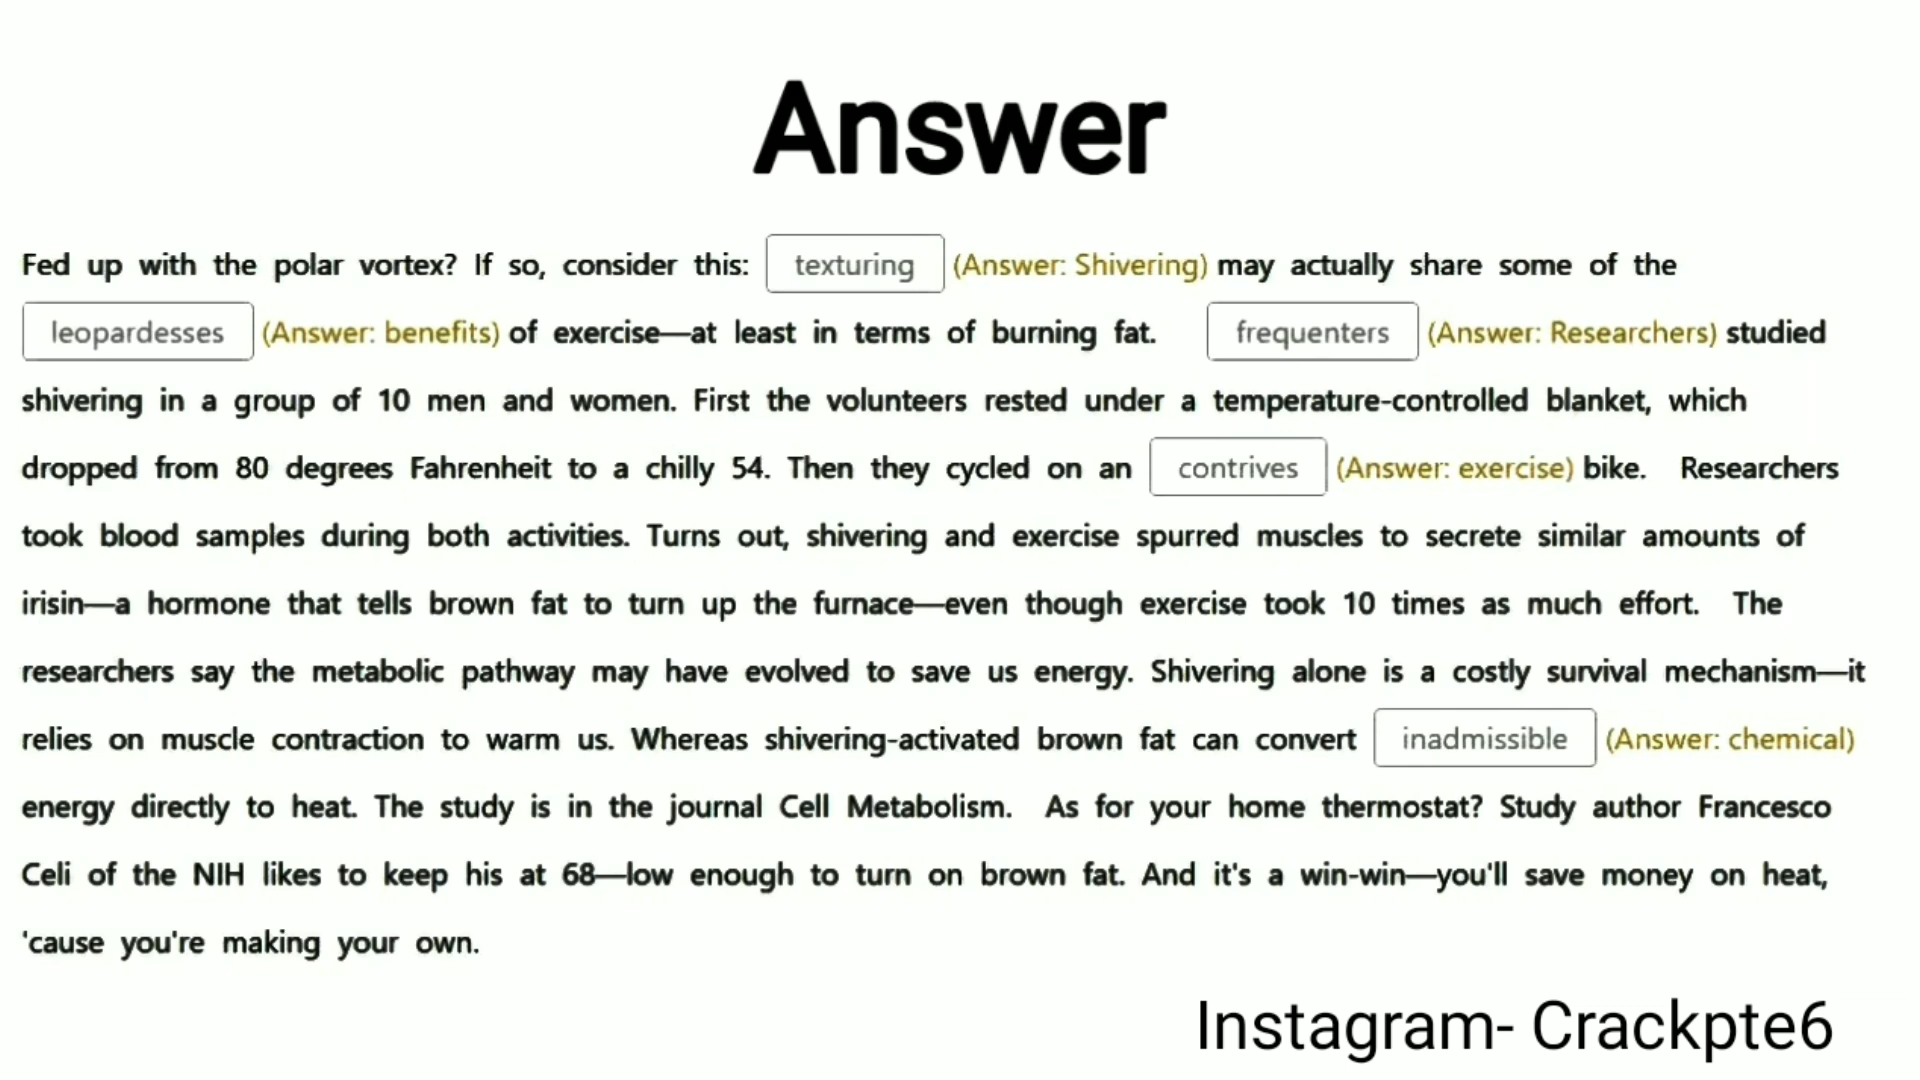 Answer
Fed up with the polar vortex? If so, consider this: texturing (Answer: Shivering) may actually share some of the
leopardesses (Answer: benefits) of exercise—at least in terms of burning fat. frequenters (Answer: Researchers) studied
shivering in a group of 10 men and women. First the volunteers rested under a temperature-controlled blanket, which
dropped from 80 degrees Fahrenheit to a chilly 54. Then they cycled on an contrives (Answer: exercise) bike. Researchers
took blood samples during both activities. Turns out, shivering and exercise spurred muscles to secrete similar amounts of
irisin—a hormone that tells brown fat to turn up the furnace—even though exercise took 10 times as much effort. The
researchers say the metabolic pathway may have evolved to save us energy. Shivering alone is a costly survival mechanism—it
relies on muscle contraction to warm us. Whereas shivering-activated brown fat can convert inadmissible (Answer: chemical)
energy directly to heat. The study is in the journal Cell Metabolism. As for your home thermostat? Study author Francesco
Celi of the NIH likes to keep his at 68—low enough to turn on brown fat. And it's a win-win—you'll save money on heat,
'cause you're making your own.
Instagram- Crackpte6